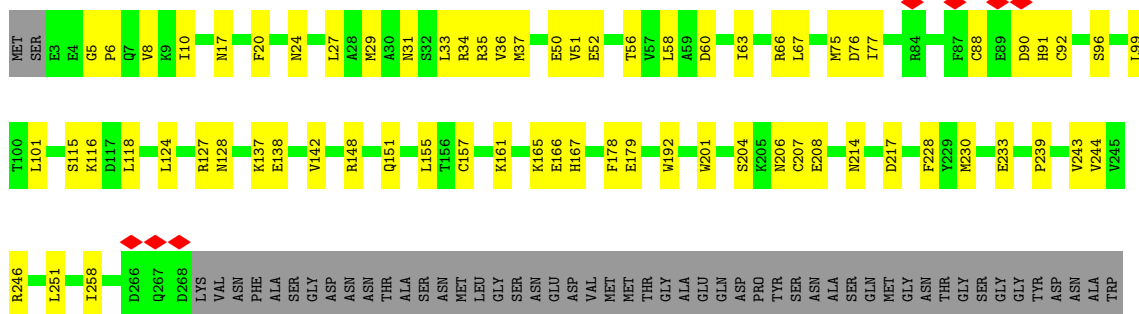 MET SER E3 E4 G5 P6 Q7 V8 K9 I10 N17 F20 N24 L27 A28 M29 A30 N31 S32 L33 R34 R35 V36 M37 E50 V51 E52 T56 V57 L58 A59 D60 I63 R66 L67 M75 D76 I77 R84 F87 C88 E89 D90 H91 C92 S96 L99
T100 L101 S115 K116 D117 L118 L124 R127 N128 K137 E138 V142 R148 Q151 L155 T156 C157 K161 K165 E166 H167 F178 E179 W192 W201 S204 K205 N206 C207 E208 N214 D217 F228 Y229 M230 E233 P239 V243 V244 V245
R246 L251 I258 D266 Q267 D268 LYS VAL ASN PHE ALA SER GLY ASP ASN ASN THR ALA SER ASN MET LEU GLY SER ASN GLU ASP VAL MET MET THR GLY ALA GLU GLN ASP PRO TYR SER ASN ALA SER GLN MET GLY ASN THR GLY SER GLY GLY TYR ASP ASN ALA TRP